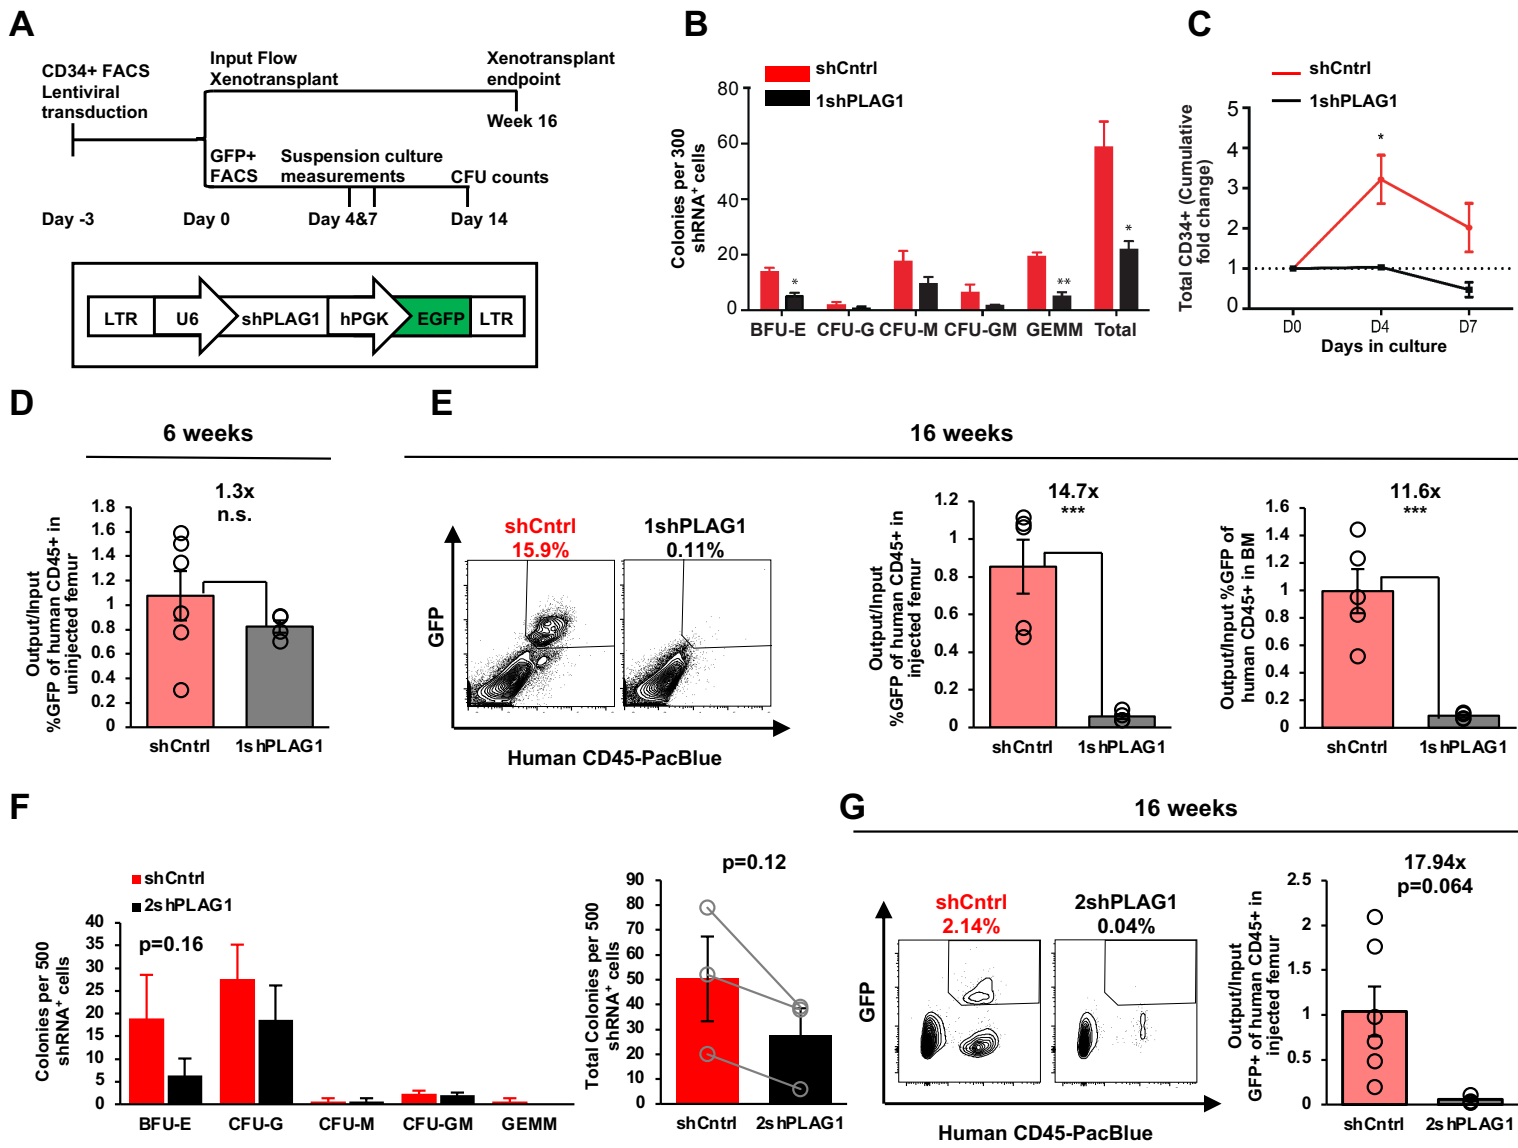 A
CD34+ FACS
Lentiviral
transduction
Input Flow
Xenotransplant
Xenotransplant
endpoint
Week 16
GFP+
FACS
Suspension culture
measurements
CFU counts
Day -3
Day 0
Day 4&7
Day 14
LTR
U6
shPLAG1
hPGK
EGFP
LTR
B
shCntrl
1shPLAG1
Colonies per 300
shRNA+ cells
80
60
40
20
0
*
**
*
BFU-E
CFU-G
CFU-M
CFU-GM
GEMM
Total
C
shCntrl
1shPLAG1
Total CD34+ (Cumulative
fold change)
5
4
3
2
1
0
*
D0
D4
D7
Days in culture
D
6 weeks
1.3x
n.s.
Output/Input
%GFP of human CD45+ in
uninjected femur
1.8
1.6
1.4
1.2
1
0.8
0.6
0.4
0.2
0
shCntrl
1shPLAG1
E
16 weeks
shCntrl
15.9%
1shPLAG1
0.11%
GFP
Human CD45-PacBlue
14.7x
***
Output/Input
%GFP of human CD45+ in
injected femur
1.2
1
0.8
0.6
0.4
0.2
0
shCntrl
1shPLAG1
11.6x
***
Output/Input %GFP of
human CD45+ in BM
1.6
1.4
1.2
1
0.8
0.6
0.4
0.2
0
shCntrl
1shPLAG1
F
shCntrl
2shPLAG1
p=0.16
Colonies per 500
shRNA+ cells
40
35
30
25
20
15
10
5
0
BFU-E
CFU-G
CFU-M
CFU-GM
GEMM
p=0.12
Total Colonies per 500
shRNA+ cells
90
80
70
60
50
40
30
20
10
0
shCntrl
2shPLAG1
G
16 weeks
shCntrl
2.14%
2shPLAG1
0.04%
GFP
Human CD45-PacBlue
17.94x
p=0.064
Output/Input
GFP+ of human CD45+ in
injected femur
2.5
2
1.5
1
0.5
0
shCntrl
2shPLAG1